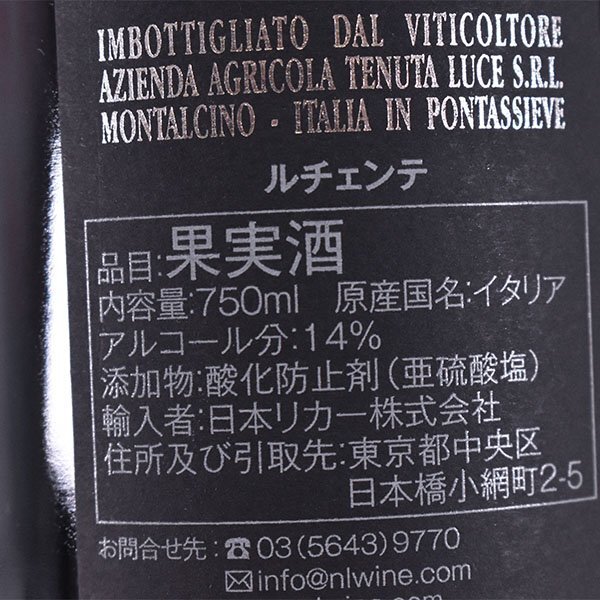 IMBOTTIGLIATO DAL VITICOLTORE
AZIENDA AGRICOLA TENUTA LUCE S.R.L.
MONTALCINO - ITALIA IN PONTASSIEVE
ルチェンテ
品目:果実酒
内容量:750ml 原産国名:イタリア
アルコール分:14%
添加物:酸化防止剤(亜硫酸塩)
輸入者:日本リカー株式会社
住所及び引取先:東京都中央区
日本橋小網町2-5
お問合せ先:☎03(5643)9770
✉info@nlwine.com